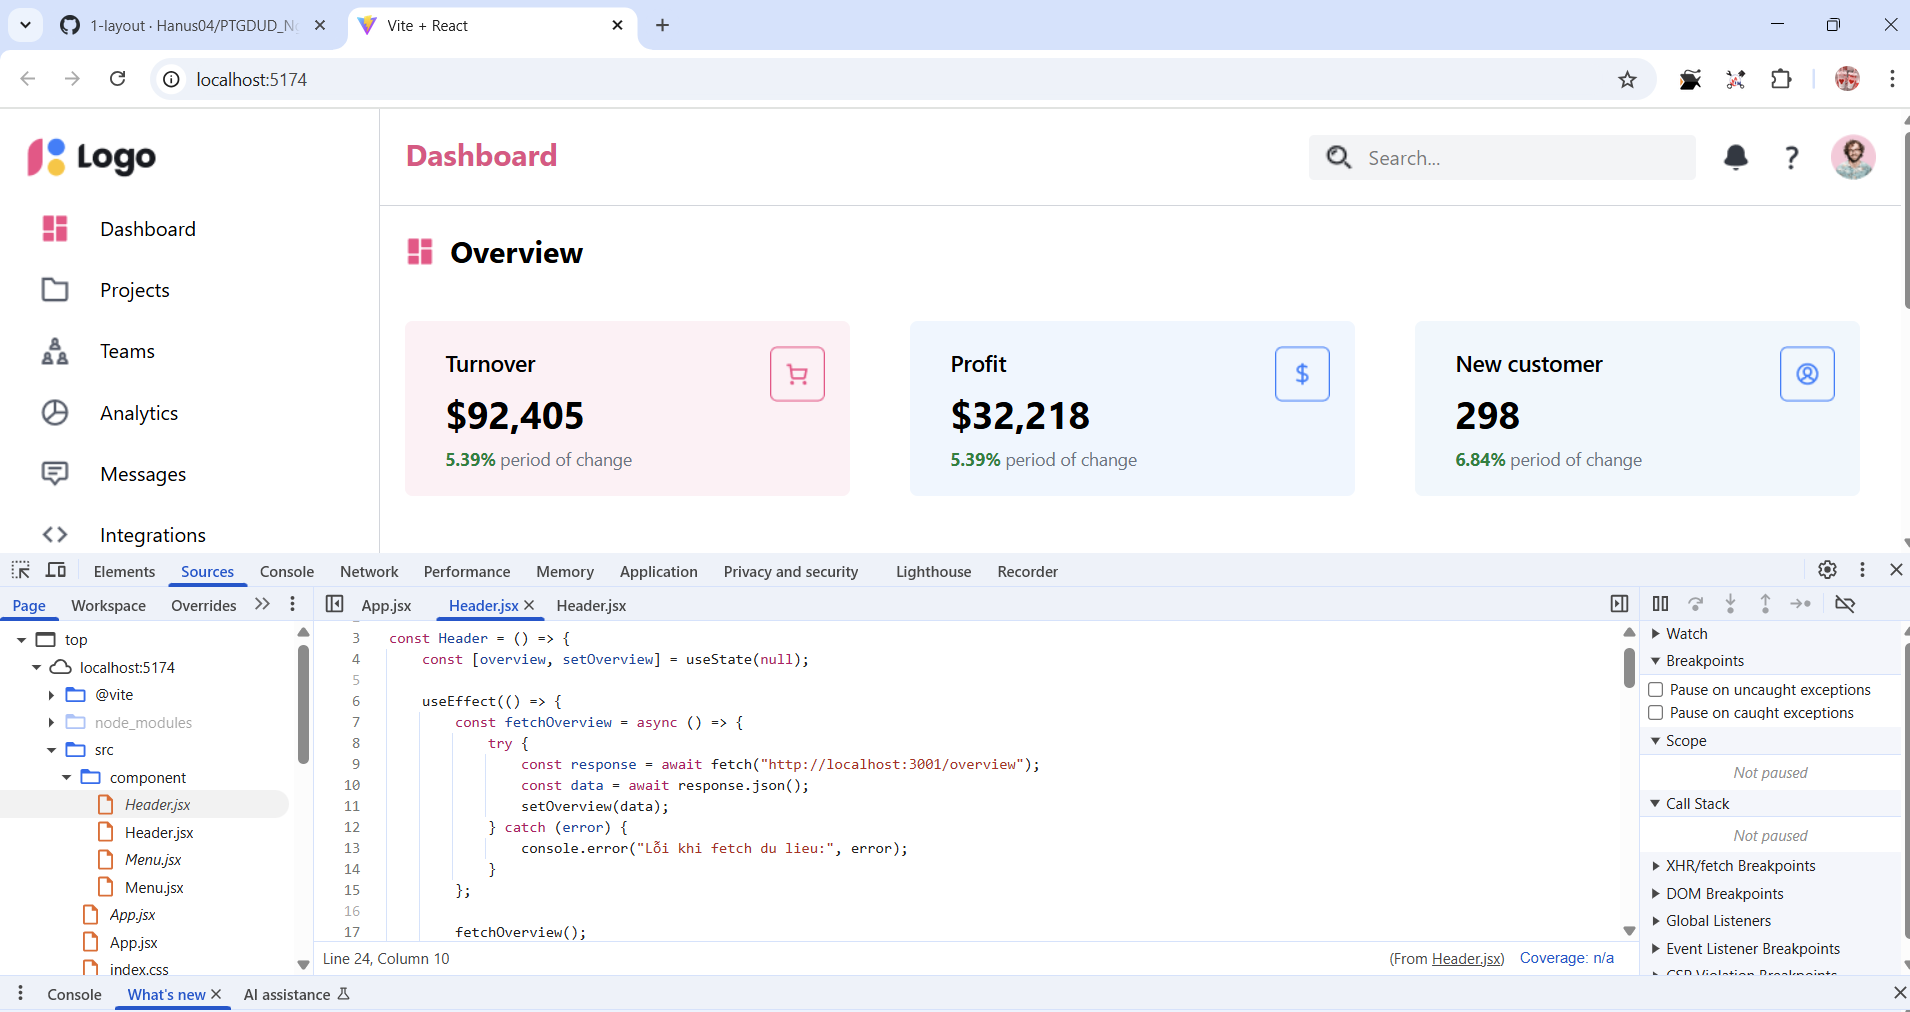 1-layout · Hanus04/PTGDUD_N
Vite + React
localhost:5174
Logo
Dashboard
Search...
Dashboard
Projects
Teams
Analytics
Messages
Integrations
Overview
Turnover
$92,405
5.39% period of change
Profit
$32,218
5.39% period of change
New customer
298
6.84% period of change
Elements Sources Console Network Performance Memory Application Privacy and security Lighthouse Recorder
Page Workspace Overrides
App.jsx Header.jsx Header.jsx
top
localhost:5174
@vite
node_modules
src
component
Header.jsx
Header.jsx
Menu.jsx
Menu.jsx
App.jsx
App.jsx
index.css
3 const Header = () => {
4 const [overview, setOverview] = useState(null);
5
6 useEffect(() => {
7 const fetchOverview = async () => {
8 try {
9 const response = await fetch("http://localhost:3001/overview");
10 const data = await response.json();
11 setOverview(data);
12 } catch (error) {
13 console.error("Lỗi khi fetch du lieu:", error);
14 }
15 };
16
17 fetchOverview();
Line 24, Column 10
(From Header.jsx) Coverage: n/a
Watch
Breakpoints
Pause on uncaught exceptions
Pause on caught exceptions
Scope
Not paused
Call Stack
Not paused
XHR/fetch Breakpoints
DOM Breakpoints
Global Listeners
Event Listener Breakpoints
CSP Violation Breakpoints
Console What's new AI assistance